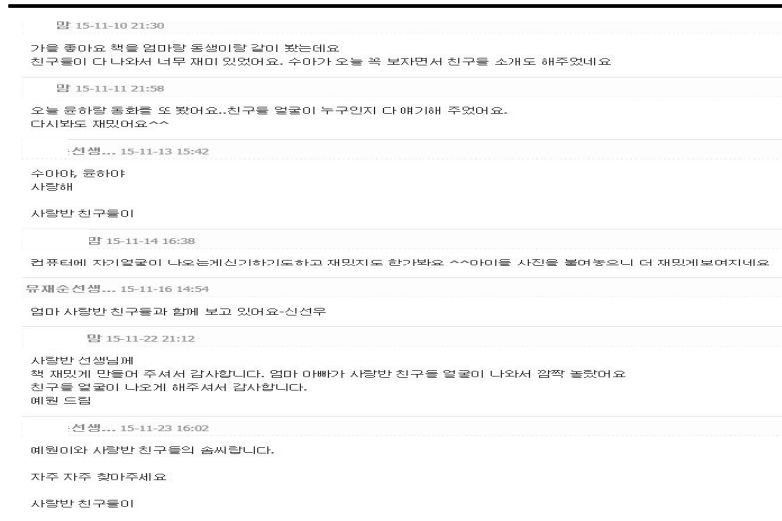 맘 15-11-10 21:30
가을 좋아요 책을 엄마랑 동생이랑 같이 봤는데요
친구들이 다 나와서 너무 재미 있었어요. 수아가 오늘 꼭 보자면서 친구들 소개도 해주었네요
맘 15-11-11 21:58
오늘 윤하랑 동화를 또 봤어요..친구들 얼굴이 누구인지 다 얘기해 주었어요.
다시봐도 재밌어요^^
선생... 15-11-13 15:42
수아야, 윤하야
사랑해
사랑반 친구들이
맘 15-11-14 16:38
컴퓨터에 자기얼굴이 나오는게신기하기도하고 재밌지도 한가봐요 ^^아이들 사진을 붙여놓으니 더 재밌게보여지네요
유재순선생... 15-11-16 14:54
엄마 사랑반 친구들과 함께 보고 있어요-신선우
맘 15-11-22 21:12
사랑반 선생님께
책 재밌게 만들어 주셔서 감사합니다. 엄마 아빠가 사랑반 친구들 얼굴이 나와서 깜짝 놀랐어요
친구들 얼굴이 나오게 해주셔서 감사합니다.
예원 드림
선생... 15-11-23 16:02
예원이와 사랑반 친구들의 솜씨랍니다.
자주 자주 찾아주세요
사랑반 친구들이